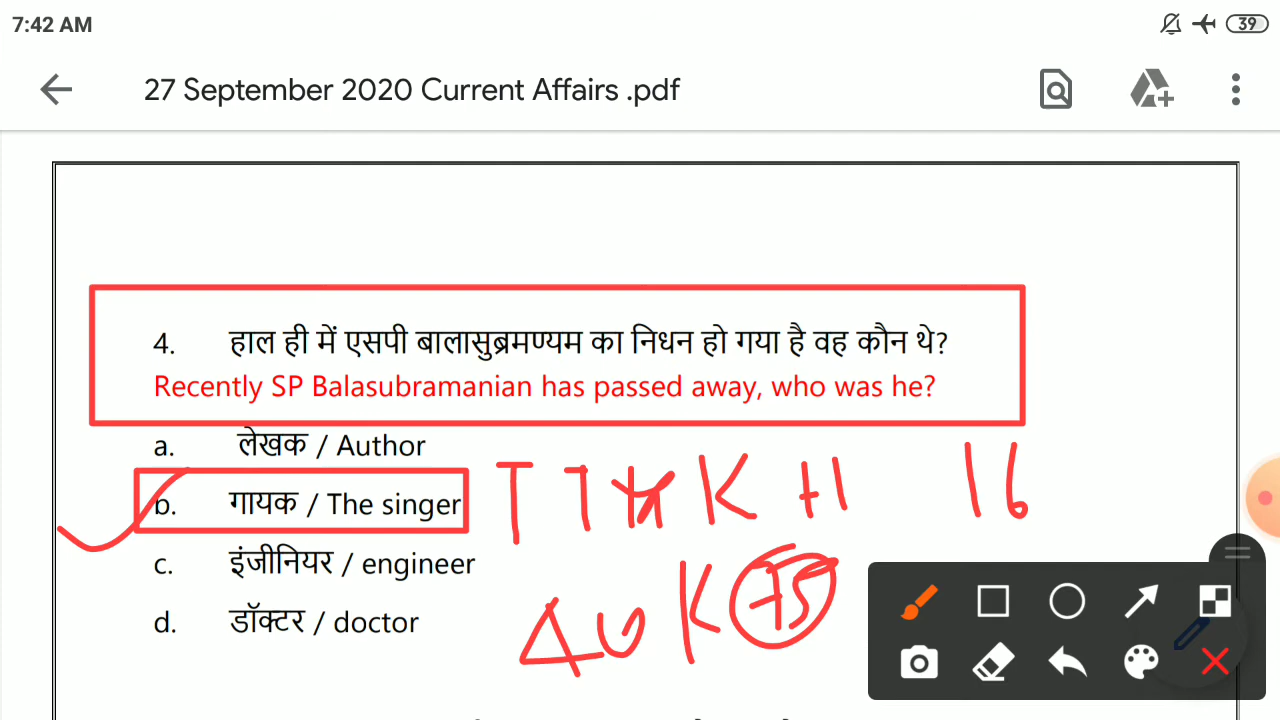 7:42 AM
39
27 September 2020 Current Affairs .pdf
4. हाल ही में एसपी बालासुब्रमण्यम का निधन हो गया है वह कौन थे?
Recently SP Balasubramanian has passed away, who was he?
a. लेखक / Author
b. गायक / The singer
T T K H 16
c. इंजीनियर / engineer
K 75
d. डॉक्टर / doctor